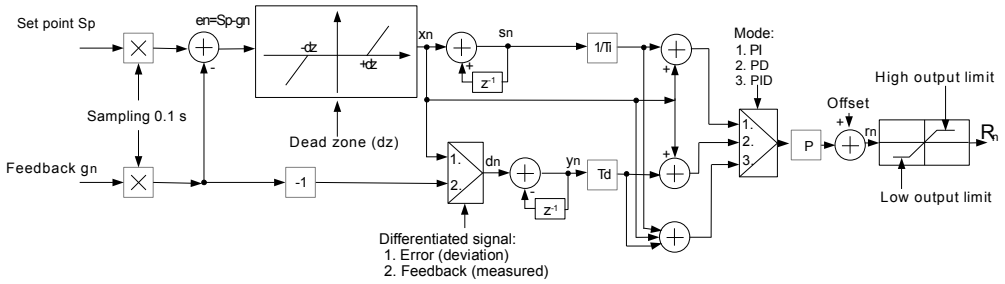 Set point Sp
en=Sp-gn
-dz
+dz
xn
sn
1/Ti
z-1
Mode:
1. PI
2. PD
3. PID
High output limit
Sampling 0.1 s
Dead zone (dz)
Offset
rn
Rn
1.
2.
3.
P
Feedback gn
-1
1.
2.
dn
yn
Td
z-1
Low output limit
Differentiated signal:
1. Error (deviation)
2. Feedback (measured)